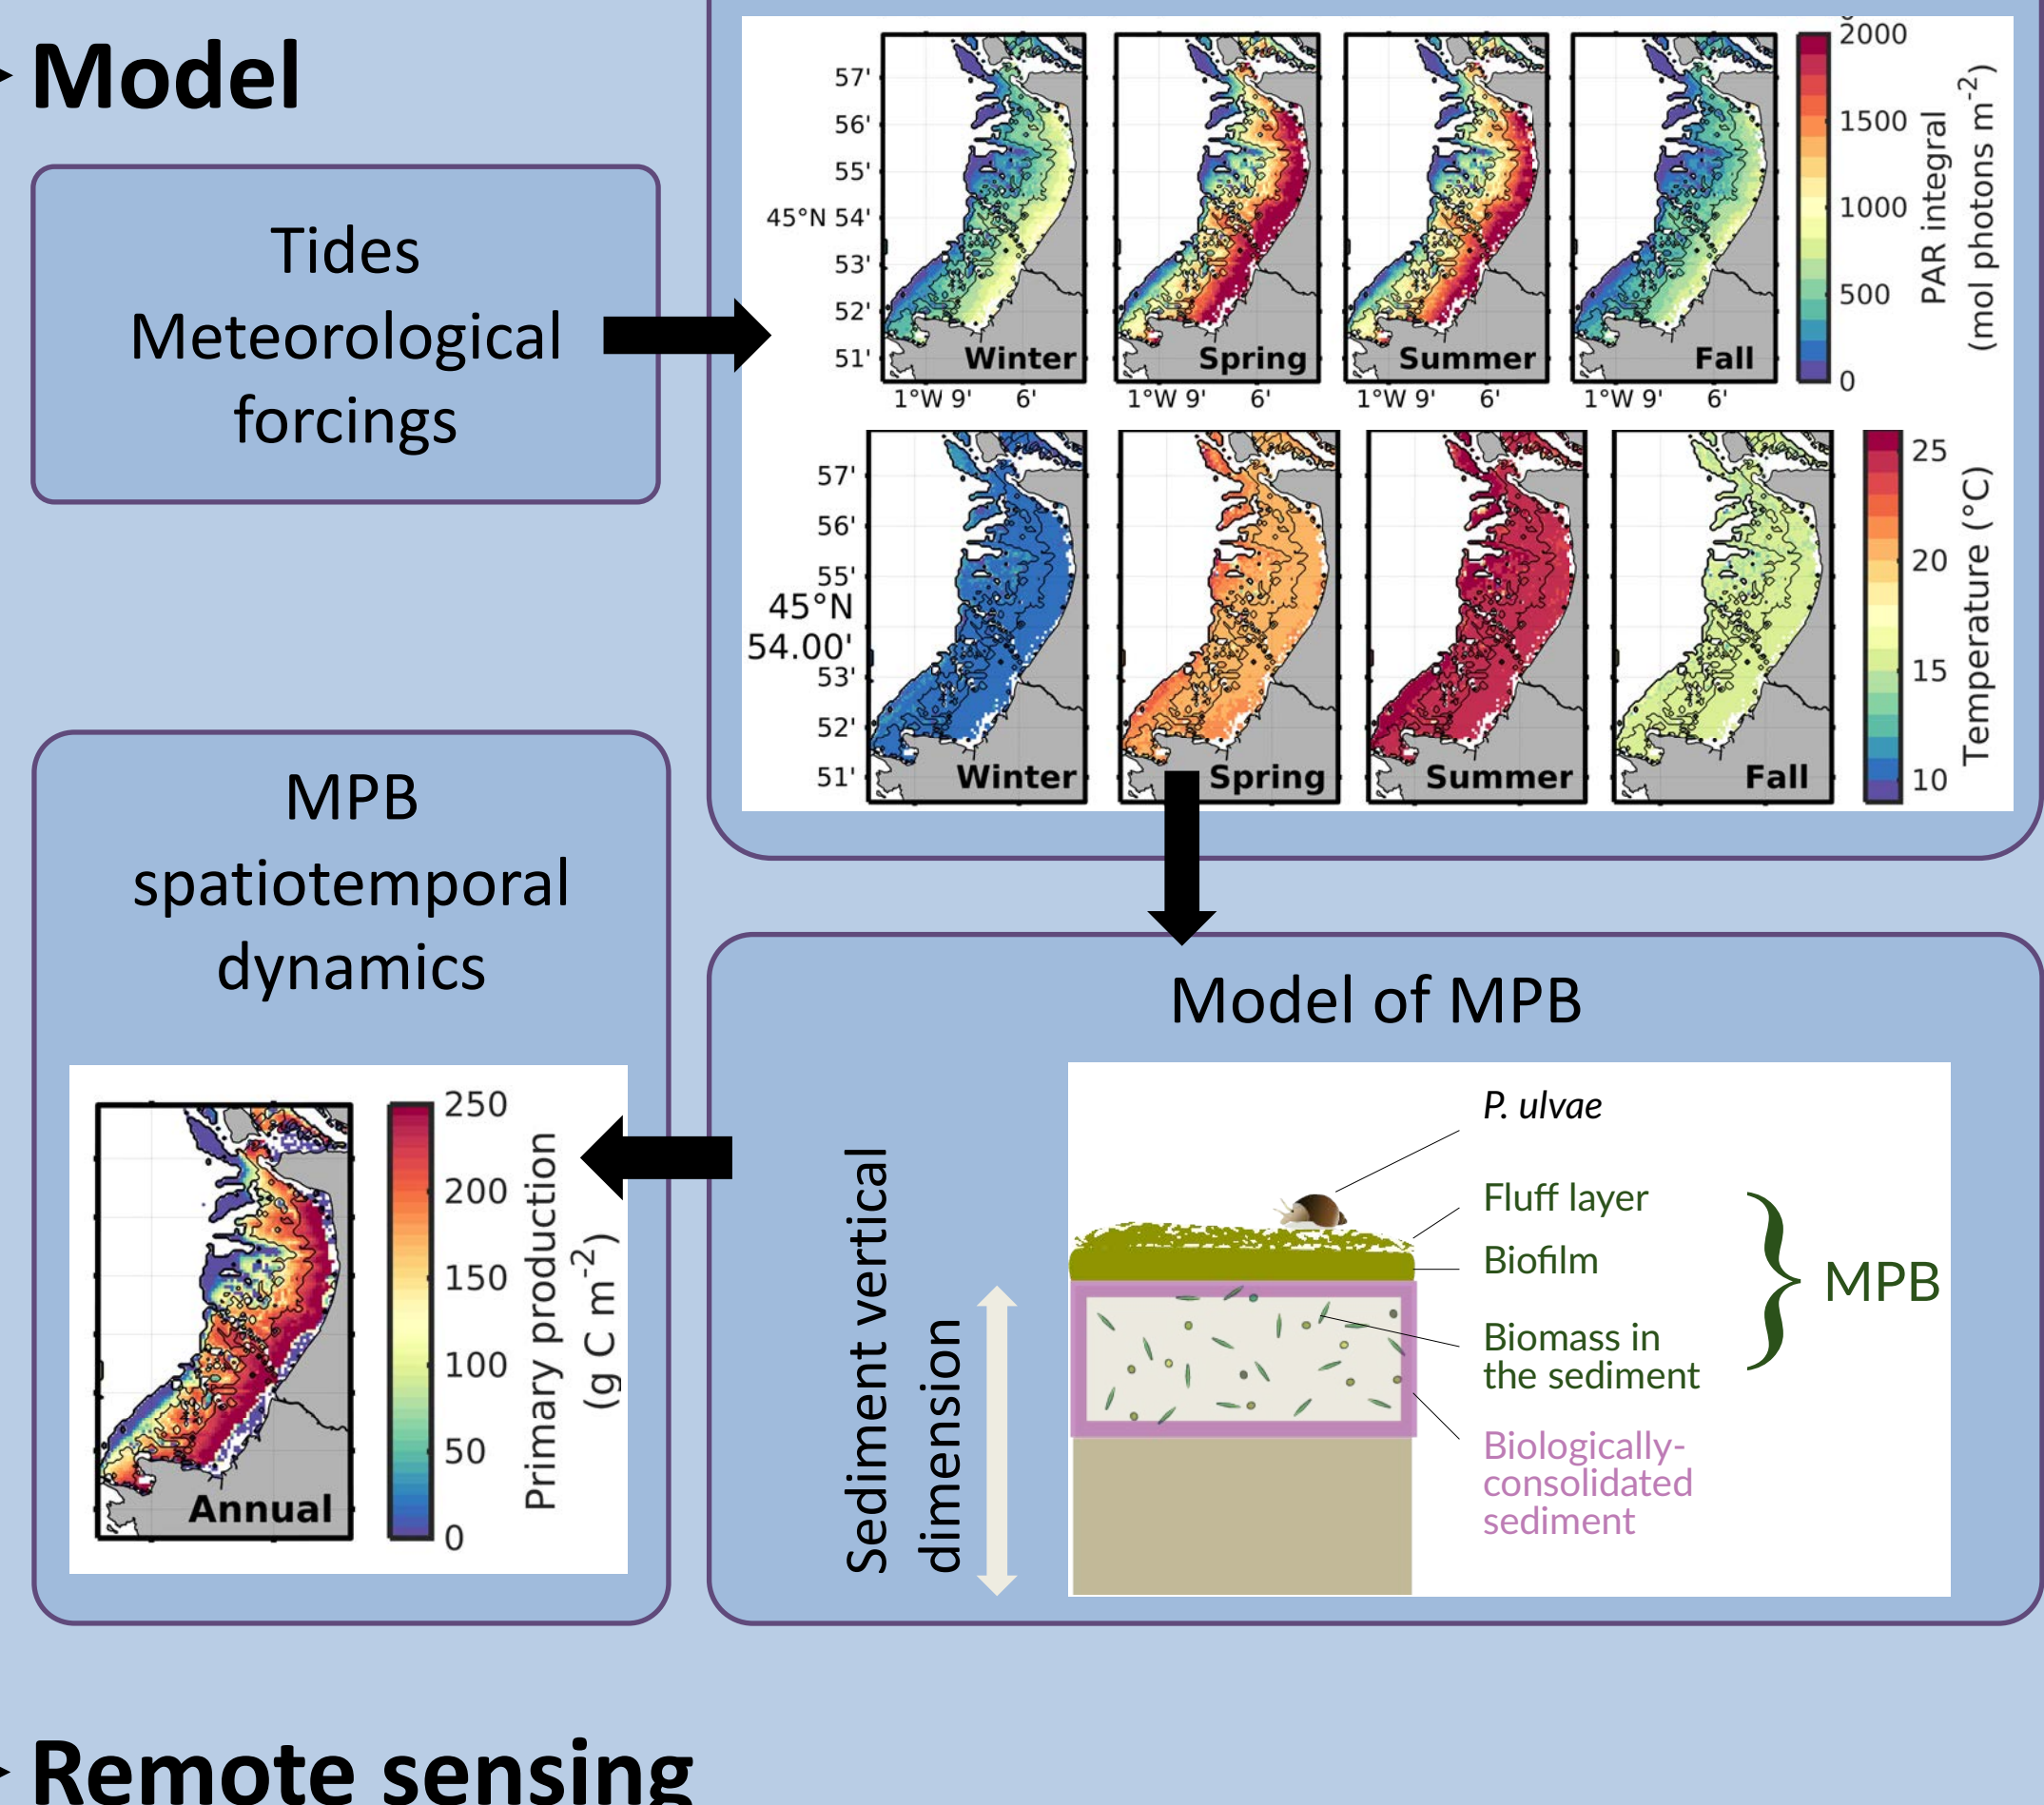 Model
Tides
Meteorological
forcings
57'
56'
55'
45°N 54'
53'
52'
51'
Winter
Spring
Summer
Fall
1°W 9' 6'
1°W 9' 6'
1°W 9' 6'
1°W 9' 6'
2000
1500
1000
500
0
PAR integral
(mol photons m-2)
57'
56'
55'
45°N
54.00'
53'
52'
51'
Winter
Spring
Summer
Fall
25
20
15
10
Temperature (°C)
MPB
spatiotemporal
dynamics
Annual
250
200
150
100
50
0
Primary production
(g C m-2)
Model of MPB
Sediment vertical
dimension
P. ulvae
Fluff layer
Biofilm
Biomass in
the sediment
MPB
Biologically-
consolidated
sediment
Remote sensing